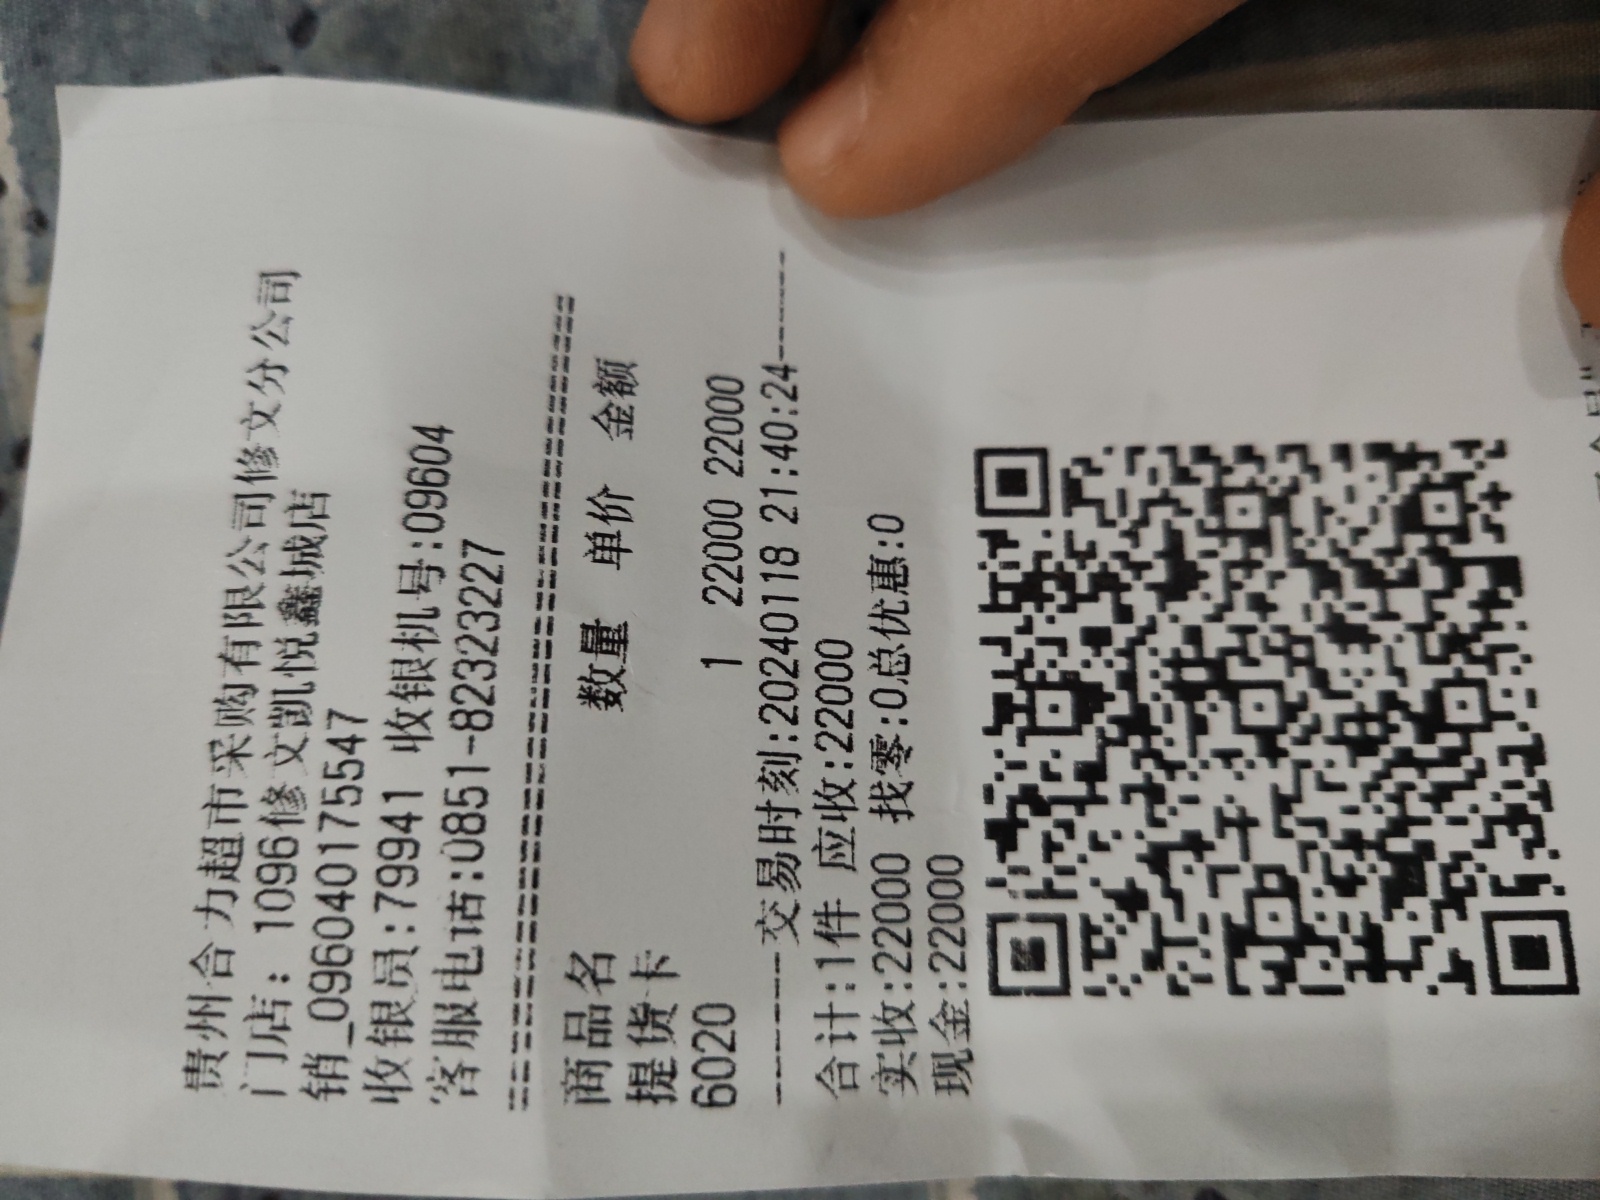 贵州合力超市采购有限公司修文分公司
门店: 1096修文凯悦鑫城店
销_0960401755​47
收银员:79941 收银机号:09604
客服电话:0851-82323227
==========================================
商品名 数量 单价 金额
提货卡
6020 1 22000 22000
------交易时刻:20240118 21:40:24------
合计:1件 应收:22000
实收:22000 找零:0总优惠:0
现金:22000